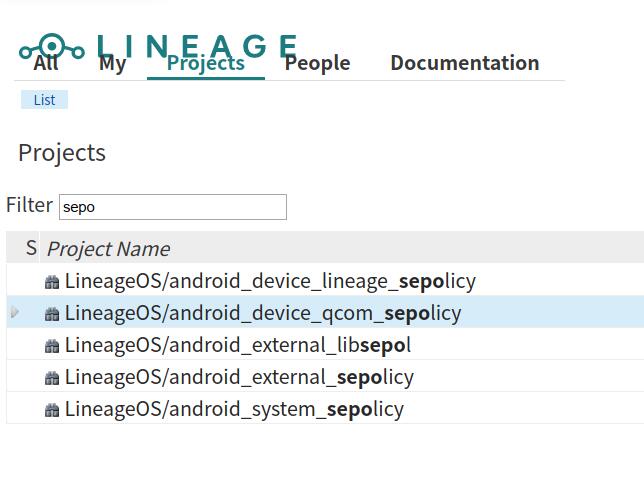 LINEAGE
All My Projects People Documentation
List
Projects
Filter sepo
S Project Name
LineageOS/android_device_lineage_sepolicy
LineageOS/android_device_qcom_sepolicy
LineageOS/android_external_libsepol
LineageOS/android_external_sepolicy
LineageOS/android_system_sepolicy